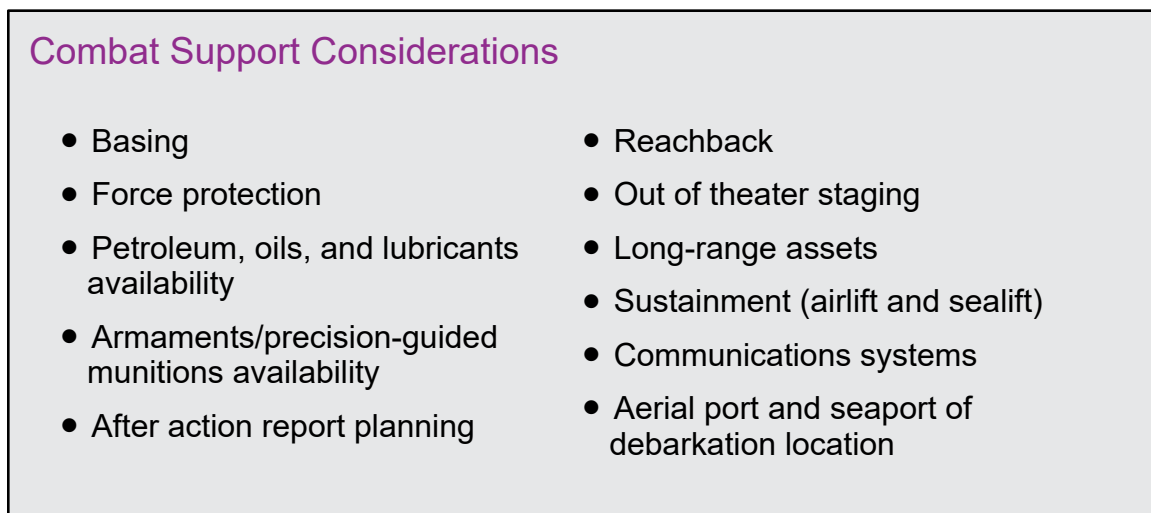 Combat Support Considerations
● Basing
● Force protection
● Petroleum, oils, and lubricants
availability
● Armaments/precision-guided
munitions availability
● After action report planning
● Reachback
● Out of theater staging
● Long-range assets
● Sustainment (airlift and sealift)
● Communications systems
● Aerial port and seaport of
debarkation location